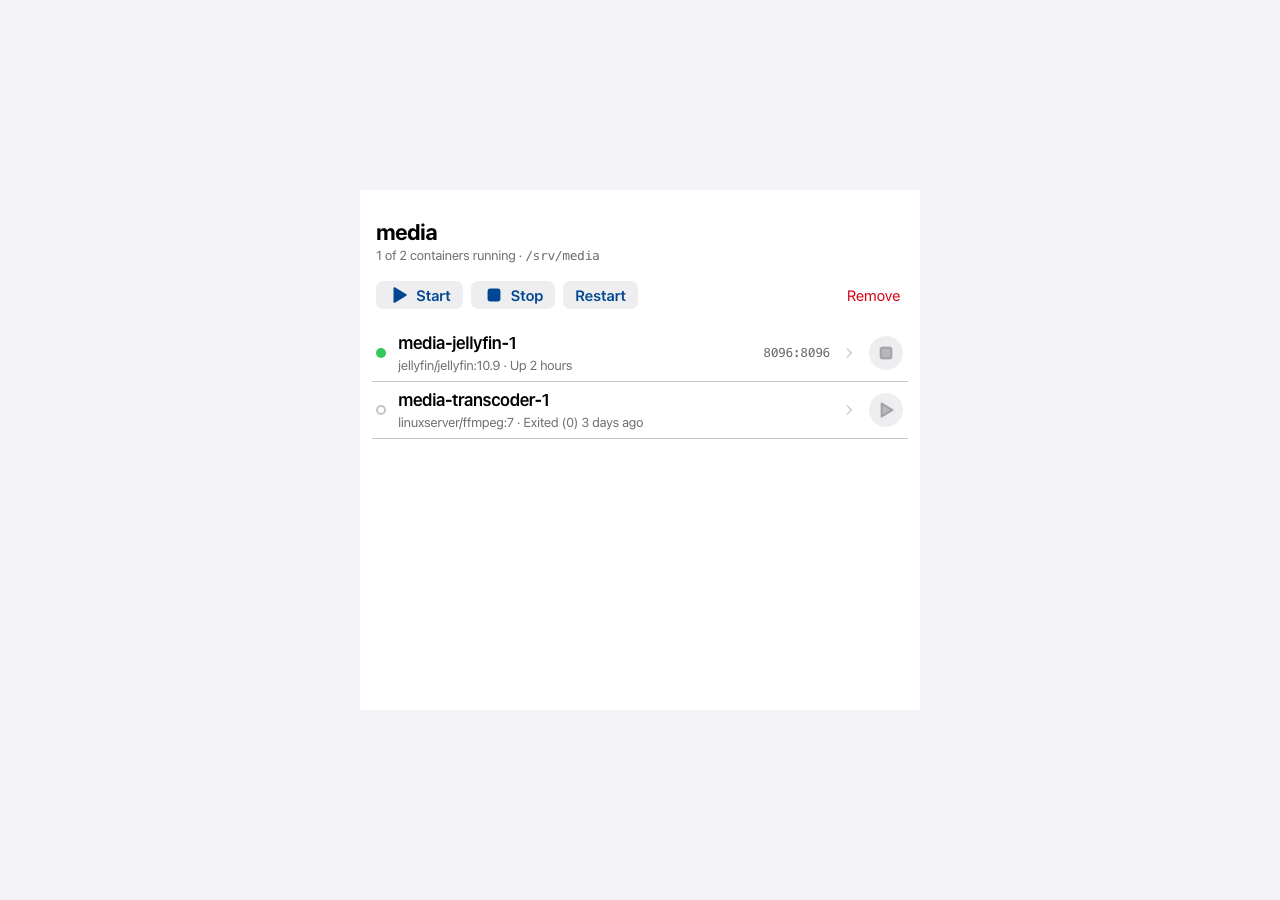 media
1 of 2 containers running · /srv/media
Start Stop Restart Remove
media-jellyfin-1
jellyfin/jellyfin:10.9 · Up 2 hours
8096:8096
media-transcoder-1
linuxserver/ffmpeg:7 · Exited (0) 3 days ago